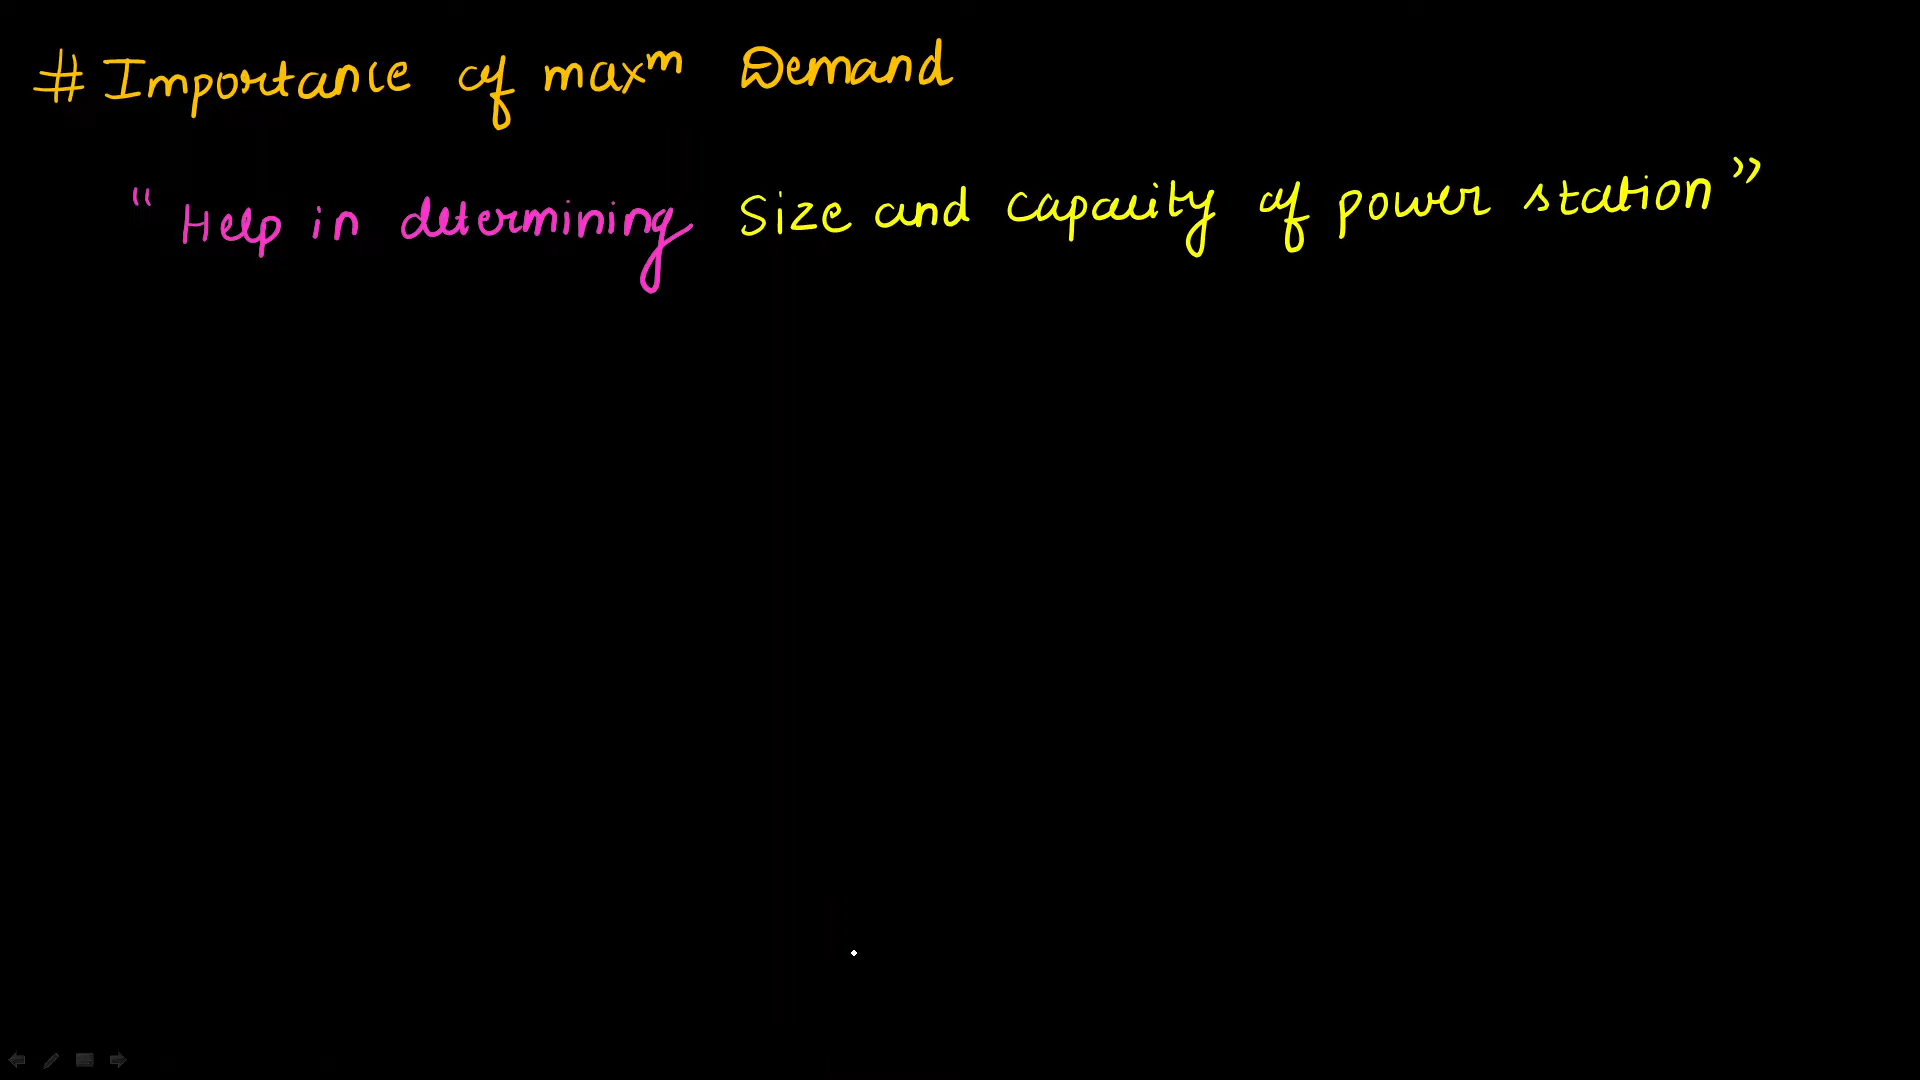 # Importance of maxᵐ Demand
"Help in determining Size and capacity of power station"